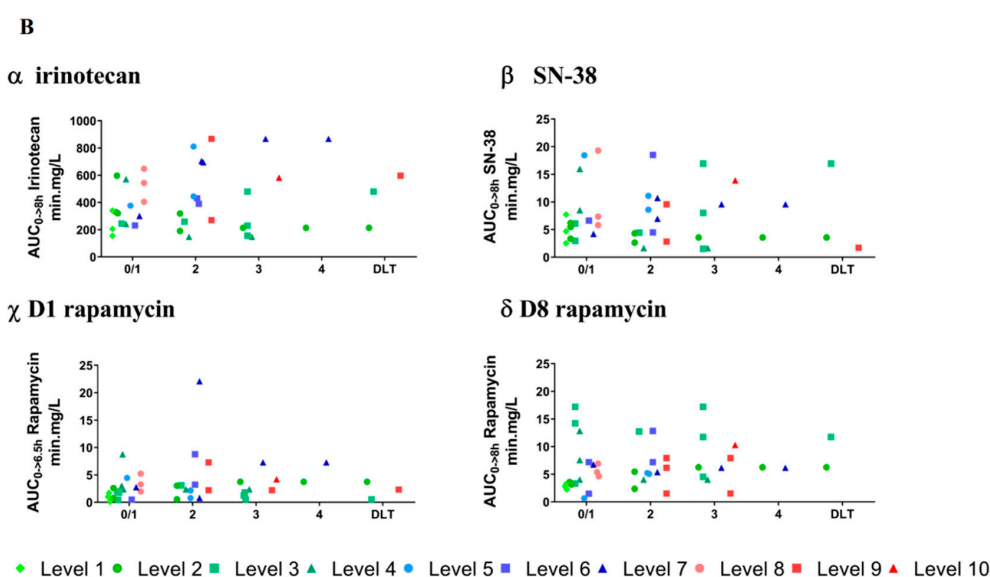 B
α irinotecan
1000
800
600
400
200
0
AUC0->8h Irinotecan
min.mg/L
0/1 2 3 4 DLT
β SN-38
25
20
15
10
5
0
AUC0->8h SN-38
min.mg/L
0/1 2 3 4 DLT
χ D1 rapamycin
25
20
15
10
5
0
AUC0->6.5h Rapamycin
min.mg/L
0/1 2 3 4 DLT
δ D8 rapamycin
25
20
15
10
5
0
AUC0->8h Rapamycin
min.mg/L
0/1 2 3 4 DLT
Level 1 Level 2 Level 3 Level 4 Level 5 Level 6 Level 7 Level 8 Level 9 Level 10